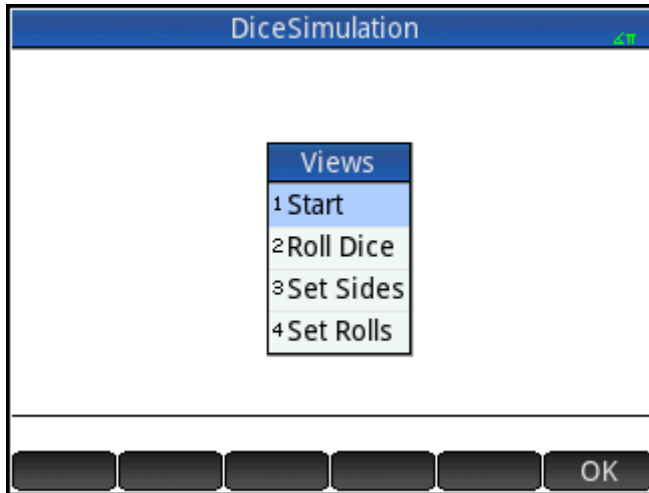 DiceSimulation
∡π
Views
1 Start
2 Roll Dice
3 Set Sides
4 Set Rolls
OK